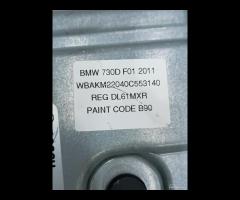 BMW 730D F01 2011
WBAKM22040C553140
REG DL61MXR
PAINT CODE B90